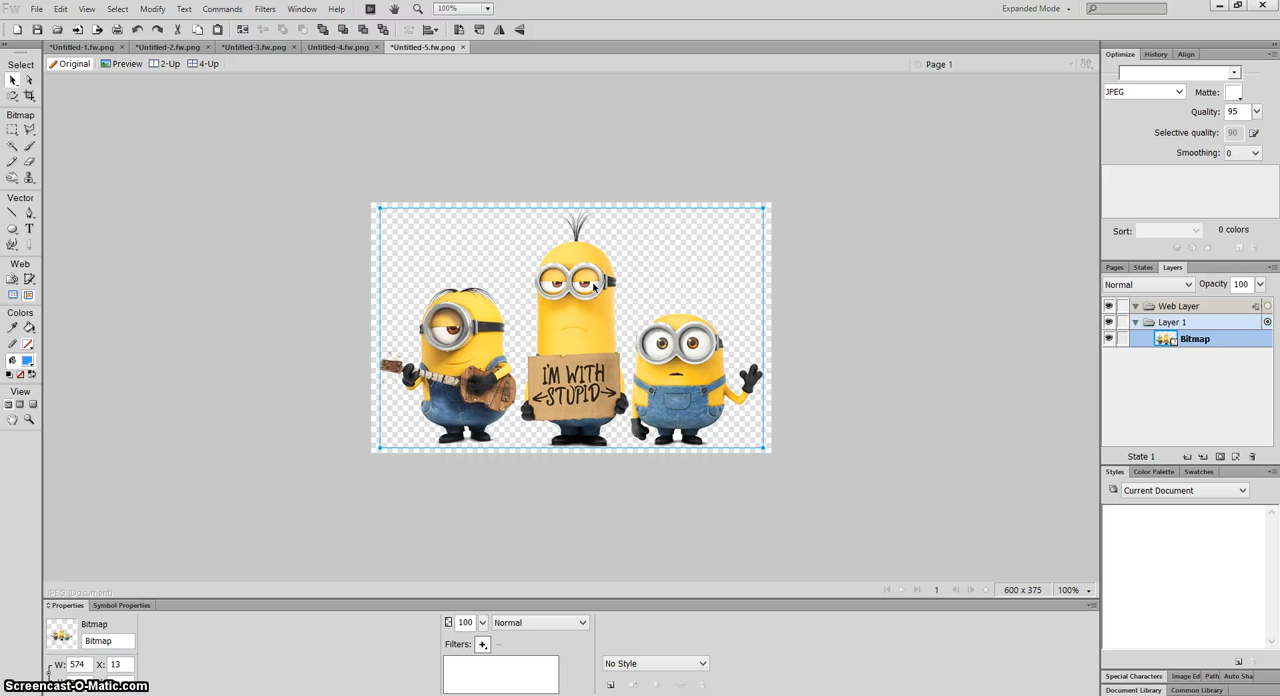 Fw File Edit View Select Modify Text Commands Filters Window Help Br 100% Expanded Mode
*Untitled-1.fw.png × *Untitled-2.fw.png × *Untitled-3.fw.png × Untitled-4.fw.png × *Untitled-5.fw.png ×
Original Preview 2-Up 4-Up Page 1
Select
Bitmap
Vector
T
Web
Colors
View
I'M WITH
STUPID
JPEG (Document)
1 600 x 375 100%
Properties Symbol Properties
Bitmap
Bitmap
W: 574 X: 13
100 Normal
Filters: +
No Style
Optimize History Align
JPEG Matte:
Quality: 95
Selective quality: 90
Smoothing: 0
Sort: 0 colors
Pages States Layers
Normal Opacity 100
Web Layer
Layer 1
Bitmap
State 1
Styles Color Palette Swatches
Current Document
Special Characters Image Ed Path Auto Sha
Document Library Common Library
Screencast-O-Matic.com